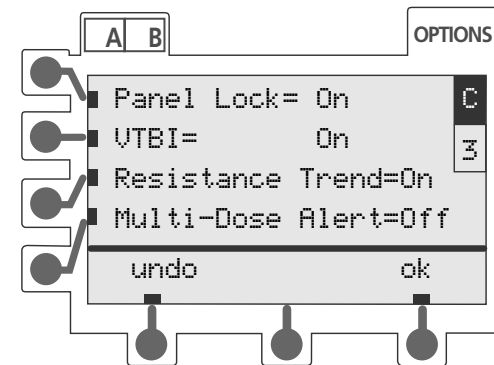 A B
OPTIONS
Panel Lock= On
C
VTBI= On
3
Resistance Trend=On
Multi-Dose Alert=Off
undo ok